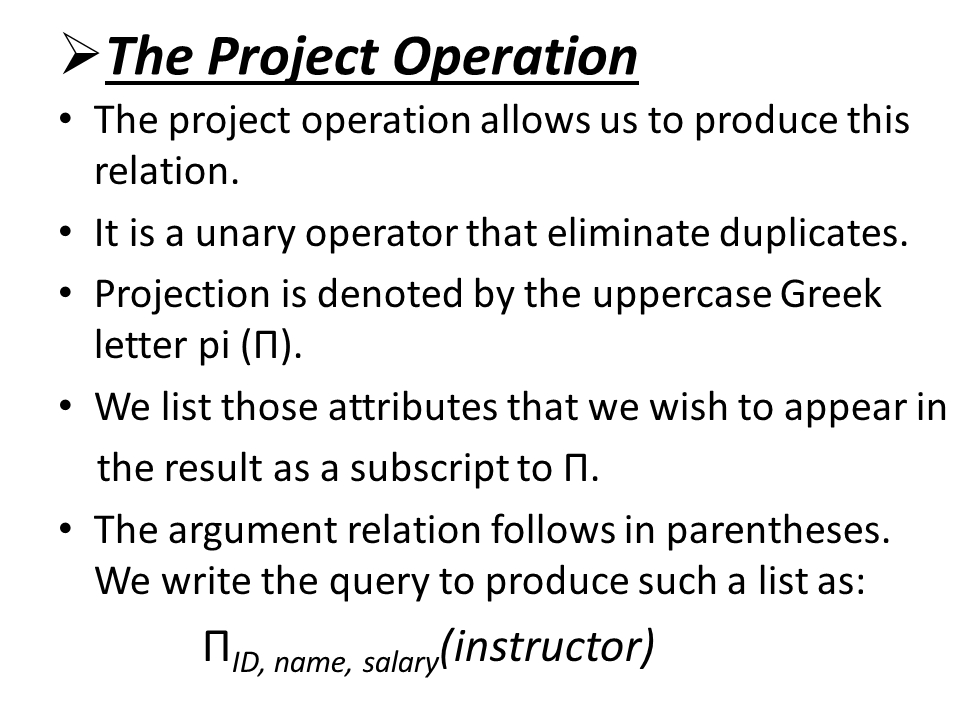 ➢The Project Operation
• The project operation allows us to produce this
relation.
• It is a unary operator that eliminate duplicates.
• Projection is denoted by the uppercase Greek
letter pi (Π).
• We list those attributes that we wish to appear in
the result as a subscript to Π.
• The argument relation follows in parentheses.
We write the query to produce such a list as:
Π ID, name, salary (instructor)